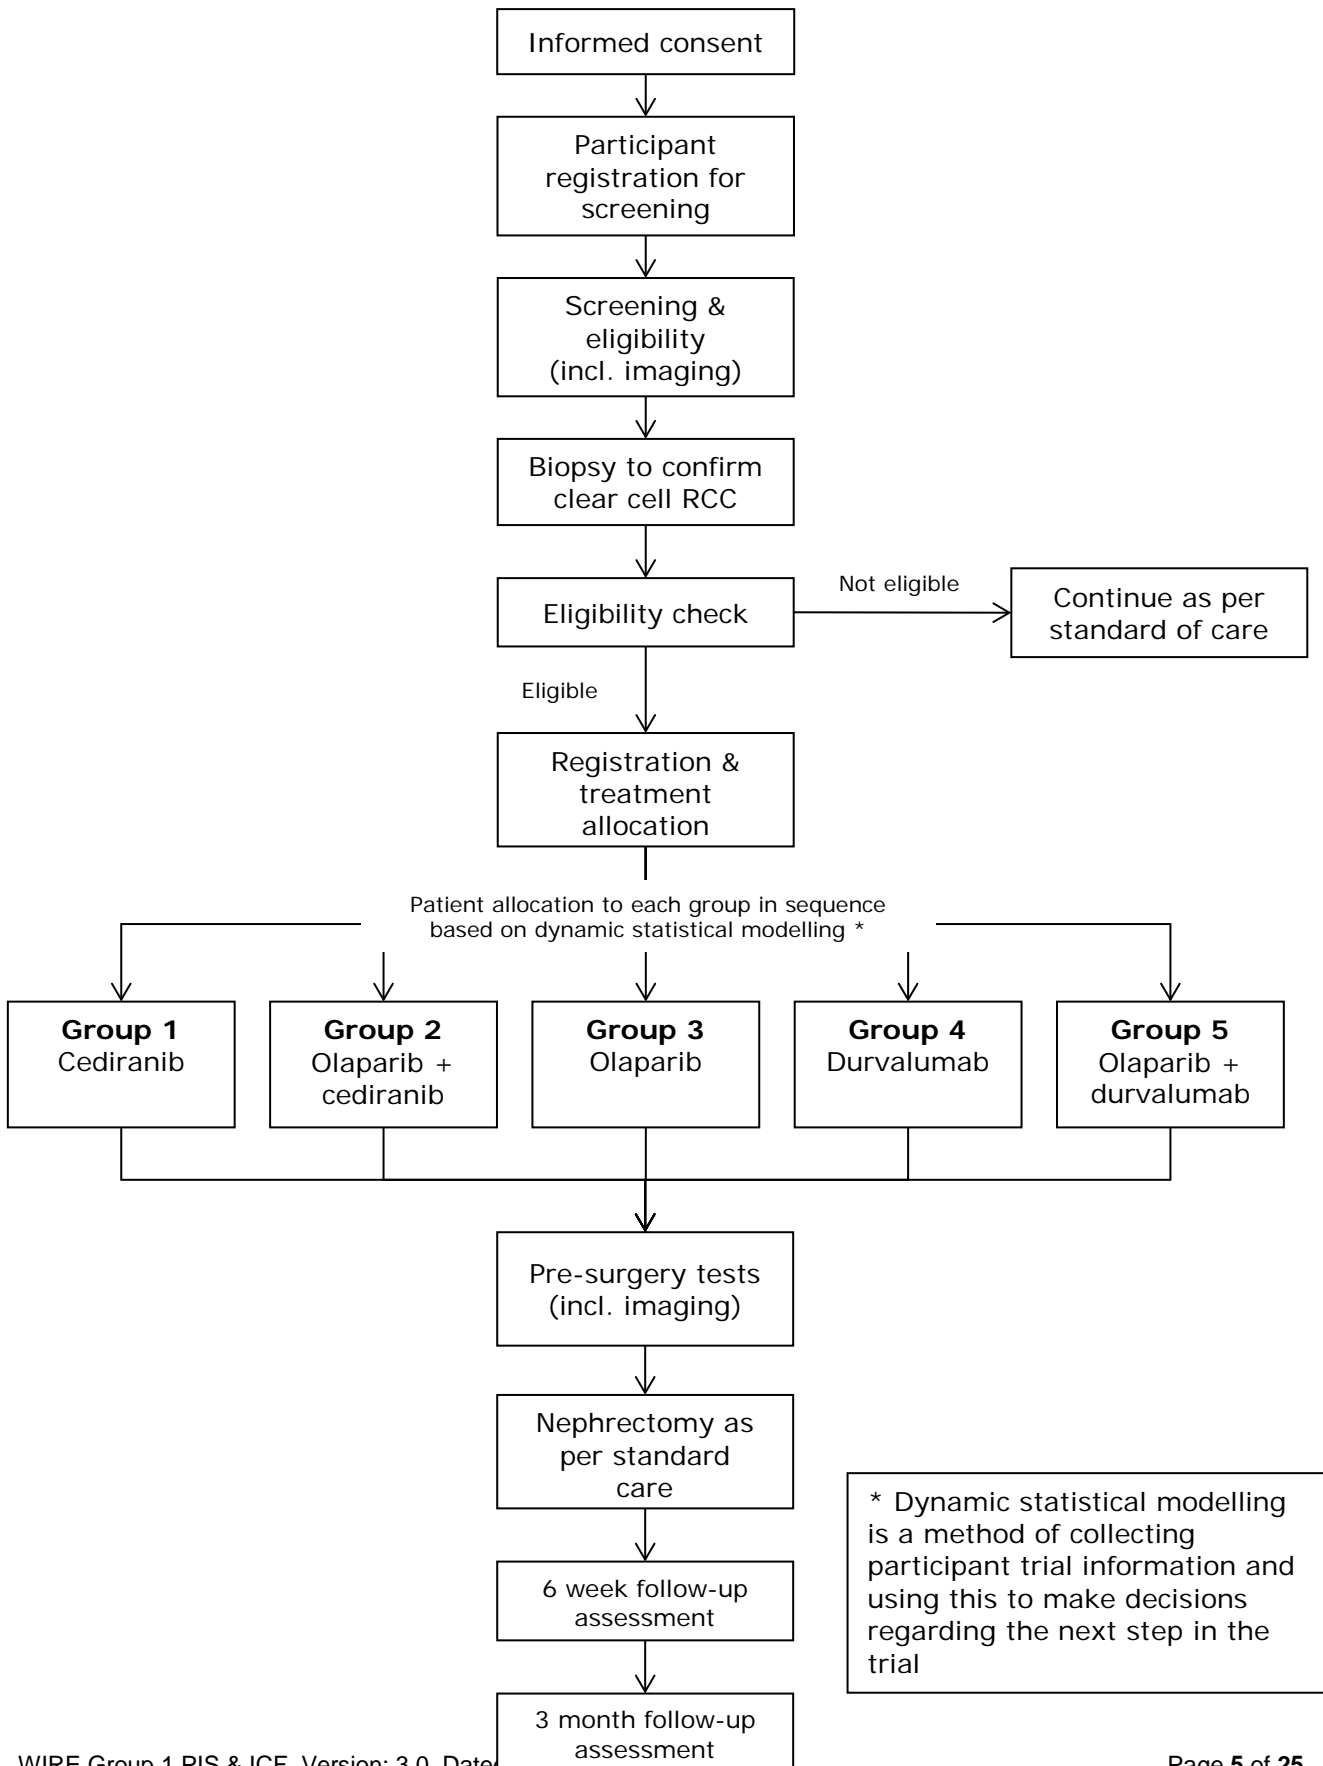 Informed consent
Participant
registration for
screening
Screening &
eligibility
(incl. imaging)
Biopsy to confirm
clear cell RCC
Eligibility check
Not eligible
Continue as per
standard of care
Eligible
Registration &
treatment
allocation
Patient allocation to each group in sequence
based on dynamic statistical modelling *
Group 1
Cediranib
Group 2
Olaparib +
cediranib
Group 3
Olaparib
Group 4
Durvalumab
Group 5
Olaparib +
durvalumab
Pre-surgery tests
(incl. imaging)
Nephrectomy as
per standard
care
* Dynamic statistical modelling
is a method of collecting
participant trial information and
using this to make decisions
regarding the next step in the
trial
6 week follow-up
assessment
3 month follow-up
assessment
WIRE Group 1 PIS & ICF, Version: 3.0, Page 5 of 25